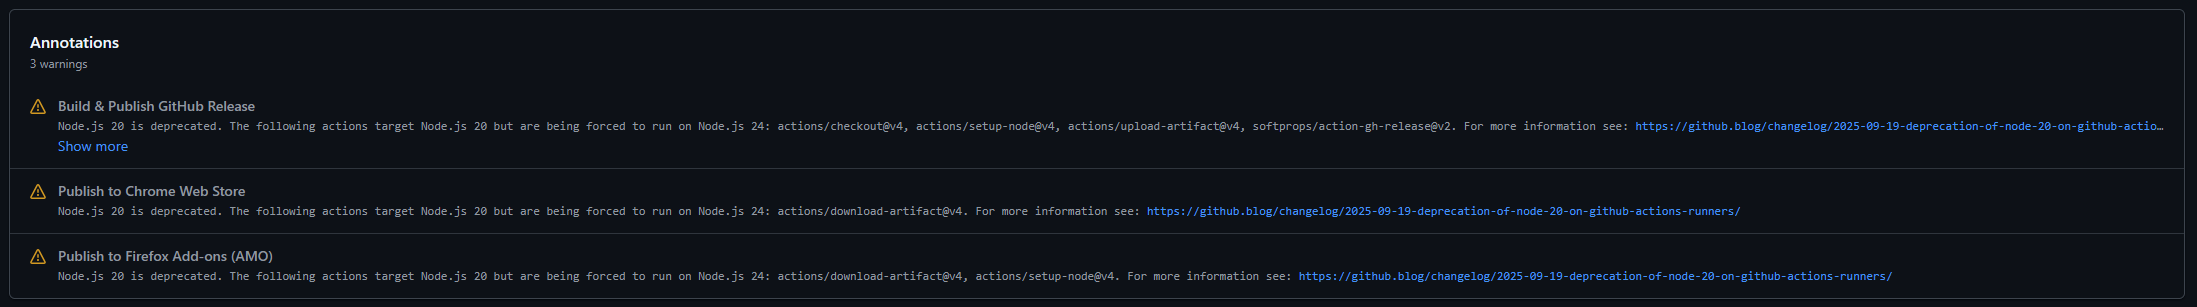 Annotations
3 warnings
Build & Publish GitHub Release
Node.js 20 is deprecated. The following actions target Node.js 20 but are being forced to run on Node.js 24: actions/checkout@v4, actions/setup-node@v4, actions/upload-artifact@v4, softprops/action-gh-release@v2. For more information see: https://github.blog/changelog/2025-09-19-deprecation-of-node-20-on-github-actio…
Show more
Publish to Chrome Web Store
Node.js 20 is deprecated. The following actions target Node.js 20 but are being forced to run on Node.js 24: actions/download-artifact@v4. For more information see: https://github.blog/changelog/2025-09-19-deprecation-of-node-20-on-github-actions-runners/
Publish to Firefox Add-ons (AMO)
Node.js 20 is deprecated. The following actions target Node.js 20 but are being forced to run on Node.js 24: actions/download-artifact@v4, actions/setup-node@v4. For more information see: https://github.blog/changelog/2025-09-19-deprecation-of-node-20-on-github-actions-runners/